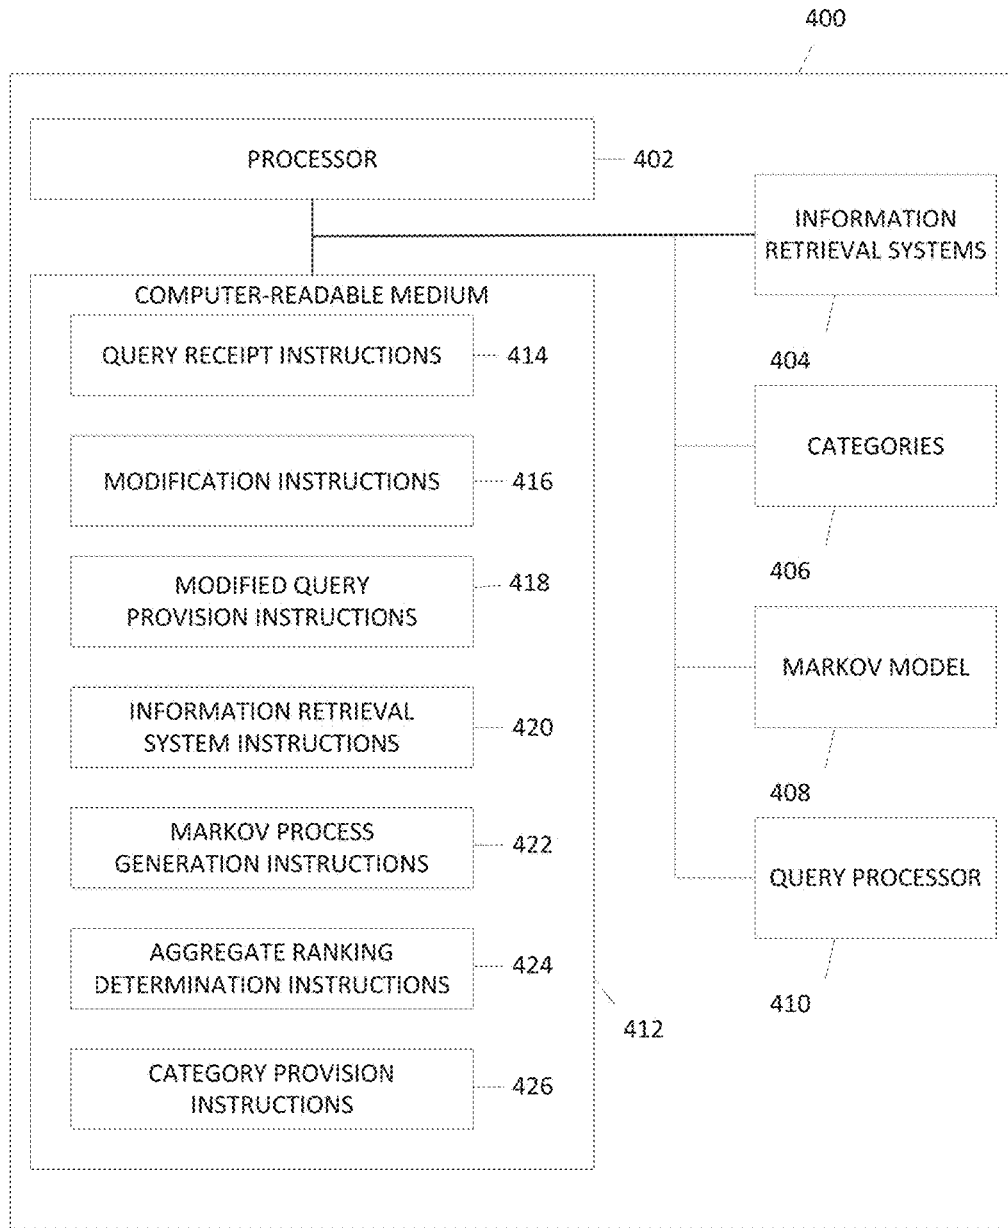 400
PROCESSOR
402
INFORMATION
RETRIEVAL SYSTEMS
404
COMPUTER-READABLE MEDIUM
QUERY RECEIPT INSTRUCTIONS
414
CATEGORIES
406
MODIFICATION INSTRUCTIONS
416
MODIFIED QUERY
PROVISION INSTRUCTIONS
418
MARKOV MODEL
408
INFORMATION RETRIEVAL
SYSTEM INSTRUCTIONS
420
MARKOV PROCESS
GENERATION INSTRUCTIONS
422
QUERY PROCESSOR
410
AGGREGATE RANKING
DETERMINATION INSTRUCTIONS
424
412
CATEGORY PROVISION
INSTRUCTIONS
426